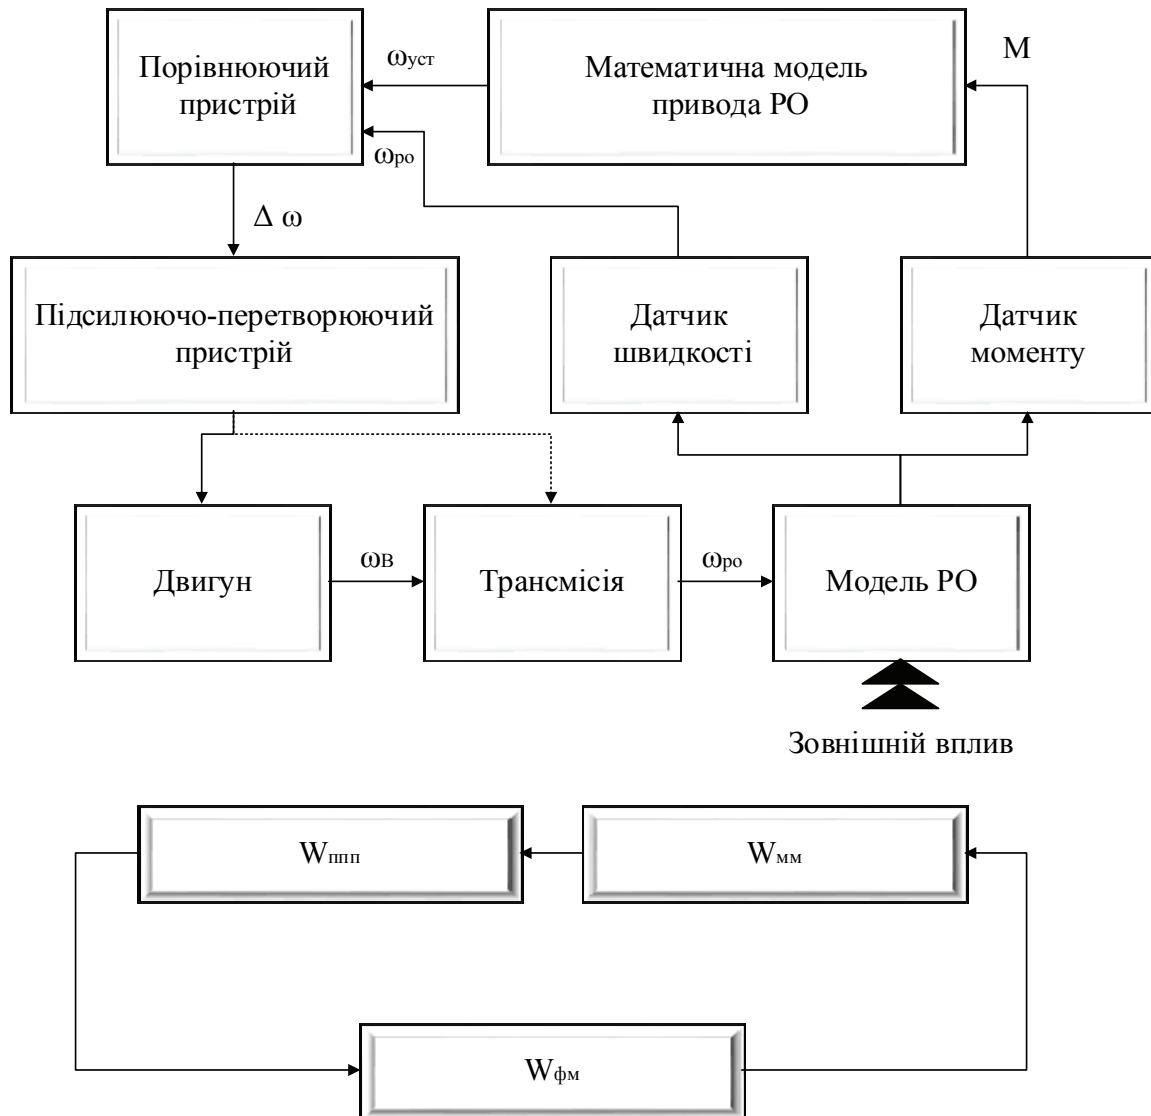 Порівнюючий
пристрій
ωуст
Математична модель
привода РО
М
ωро
Δ ω
Підсилюючо-перетворюючий
пристрій
Датчик
швидкості
Датчик
моменту
Двигун
ωВ
Трансмісія
ωро
Модель РО
Зовнішній вплив
Wппп
Wмм
Wфм